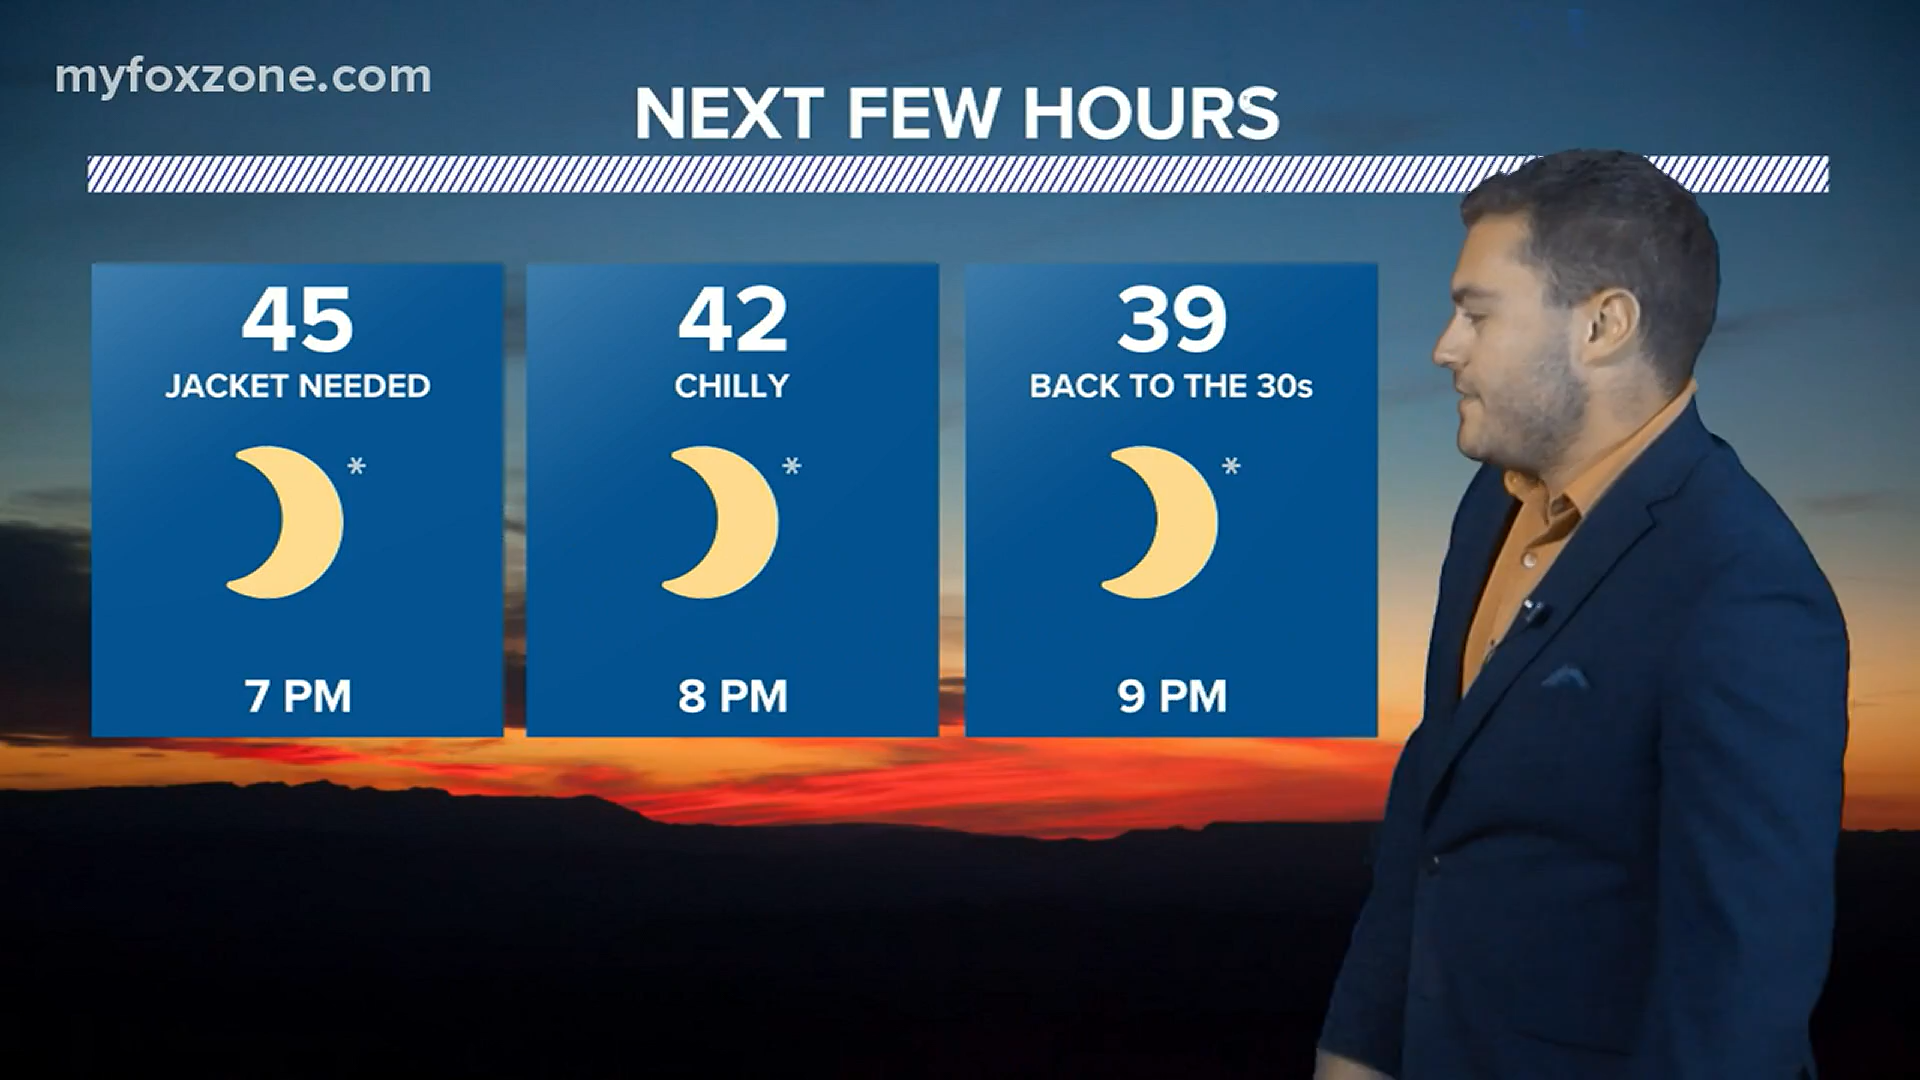 myfoxzone.com
NEXT FEW HOURS
45
JACKET NEEDED
*
7 PM
42
CHILLY
*
8 PM
39
BACK TO THE 30s
*
9 PM